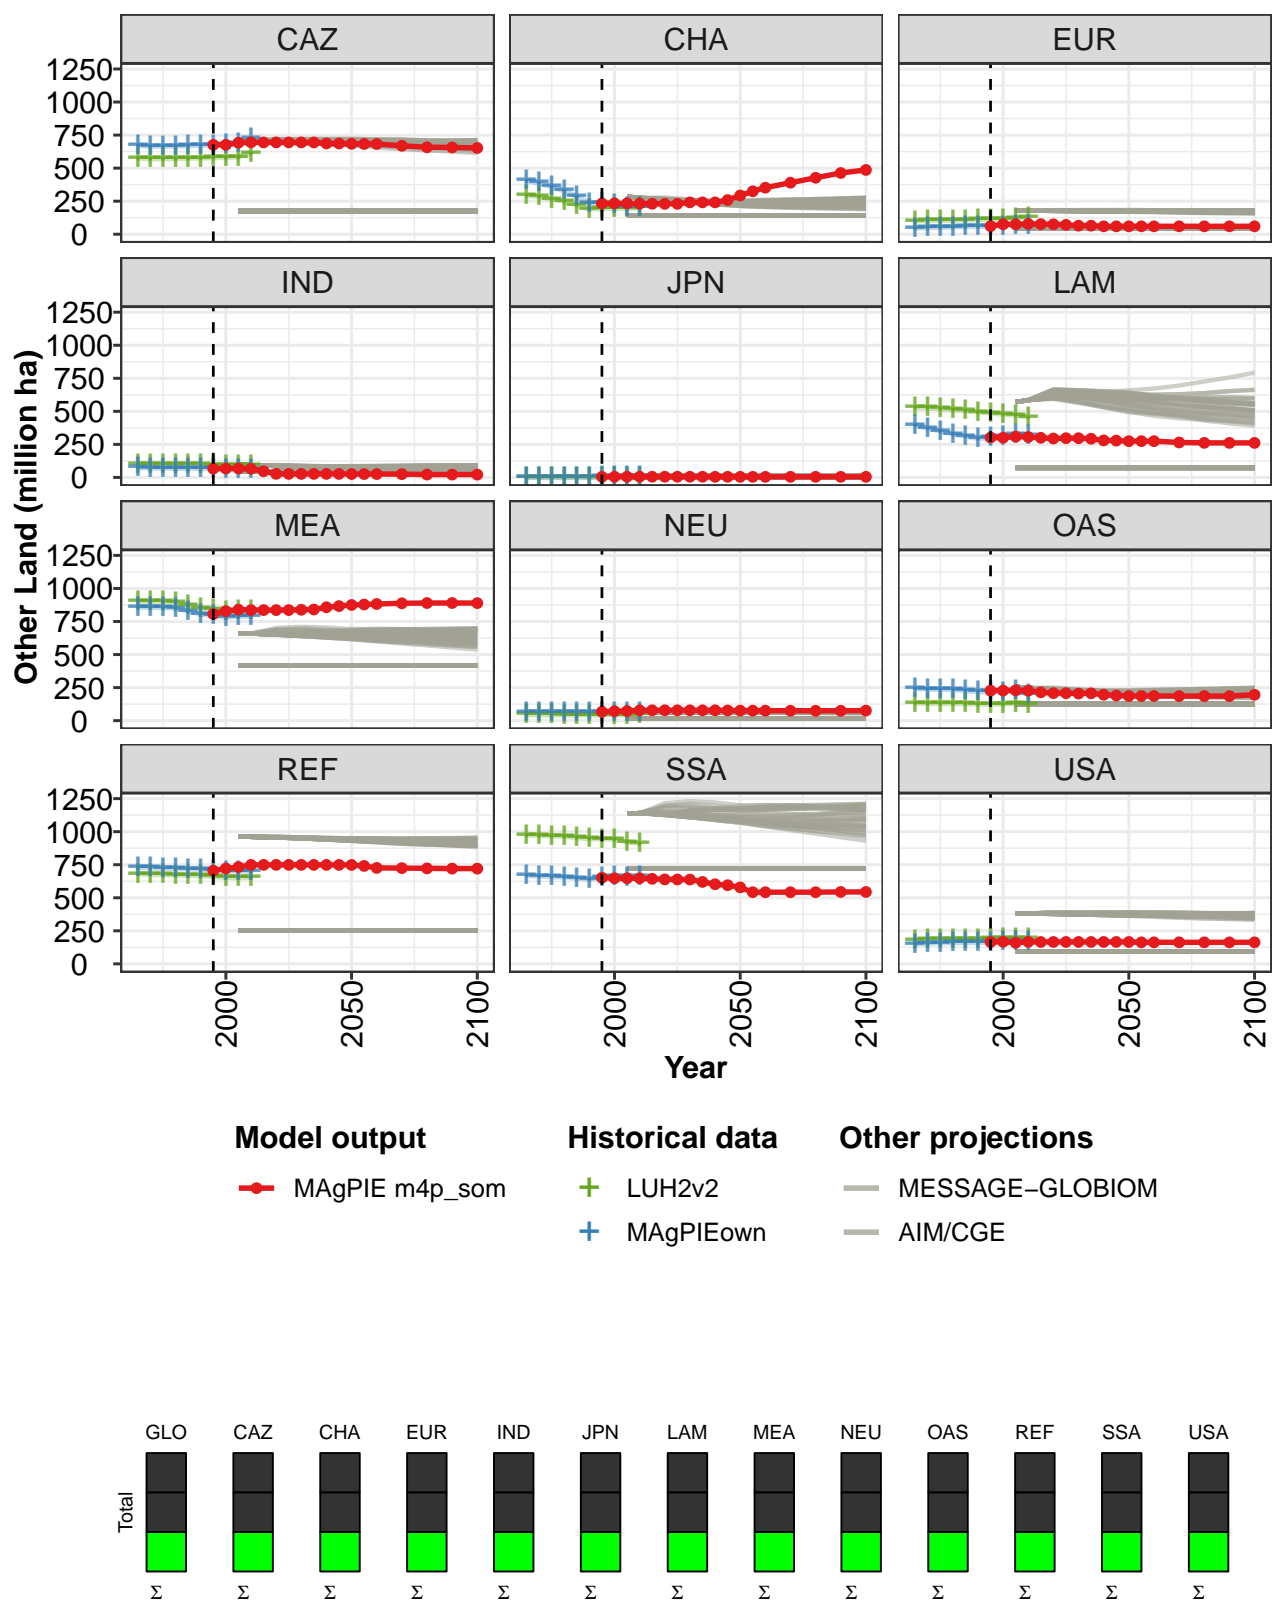 CAZ CHA EUR
1250
1000
750
500
250
0
IND JPN LAM
1250
1000
750
500
250
0
MEA NEU OAS
1250
1000
750
500
250
0
REF SSA USA
1250
1000
750
500
250
0
Other Land (million ha)
2000 2050 2100 2000 2050 2100 2000 2050 2100
Year
Model output Historical data Other projections
MAgPIE m4p_som LUH2v2 MESSAGE−GLOBIOM
MAgPIEown AIM/CGE
GLO CAZ CHA EUR IND JPN LAM MEA NEU OAS REF SSA USA
Total
Σ Σ Σ Σ Σ Σ Σ Σ Σ Σ Σ Σ Σ